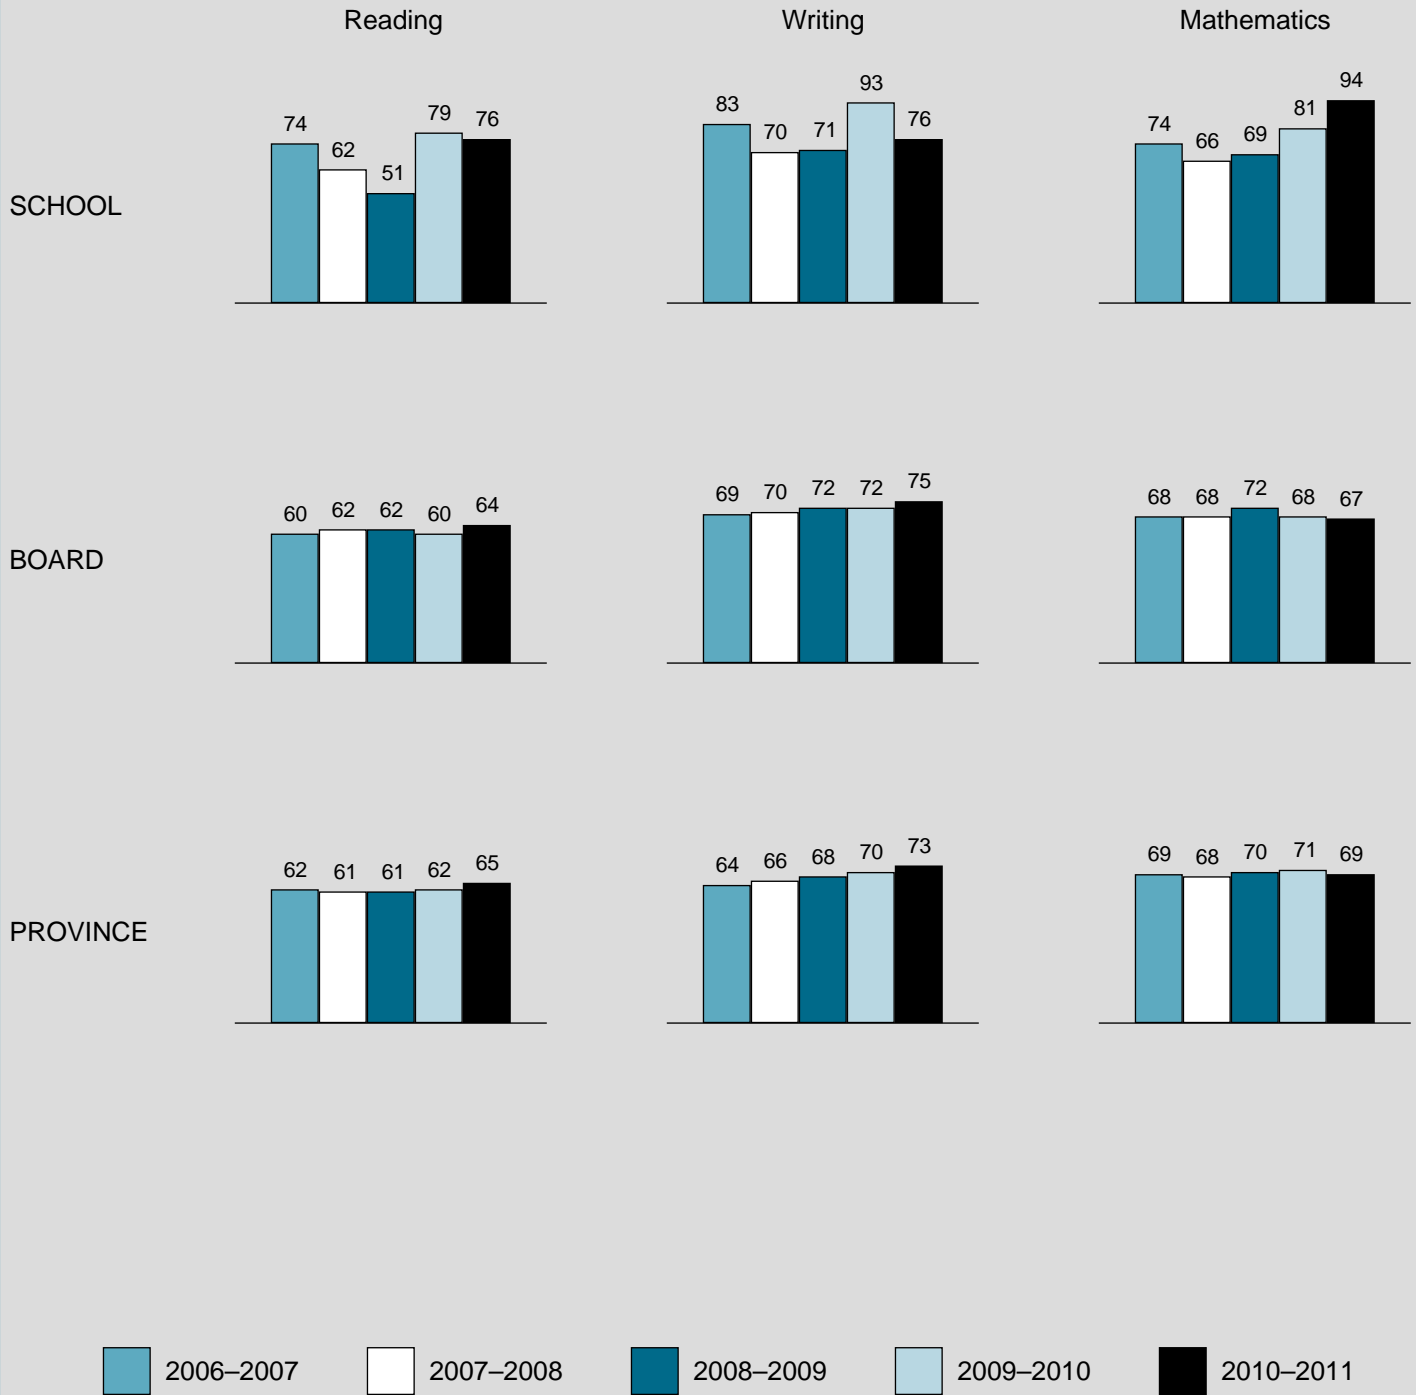 Reading Writing Mathematics
74 62 51 79 76
83 70 71 93 76
74 66 69 81 94
SCHOOL
60 62 62 60 64
69 70 72 72 75
68 68 72 68 67
BOARD
62 61 61 62 65
64 66 68 70 73
69 68 70 71 69
PROVINCE
2006–2007 2007–2008 2008–2009 2009–2010 2010–2011